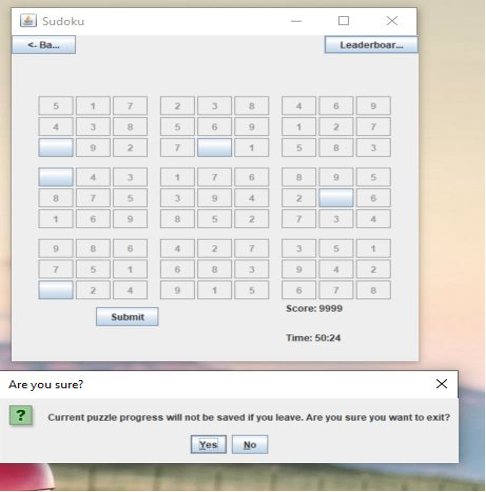 Sudoku
<- Ba... Leaderboar...
5 1 7 2 3 8 4 6 9
4 3 8 5 6 9 1 2 7
9 2 7 1 5 8 3
4 3 1 7 6 8 9 5
8 7 5 3 9 4 2 6
1 6 9 8 5 2 7 3 4
9 8 6 4 2 7 3 5 1
7 5 1 6 8 3 9 4 2
2 4 9 1 5 6 7 8
Submit
Score: 9999
Time: 50:24
Are you sure?
? Current puzzle progress will not be saved if you leave. Are you sure you want to exit?
Yes No